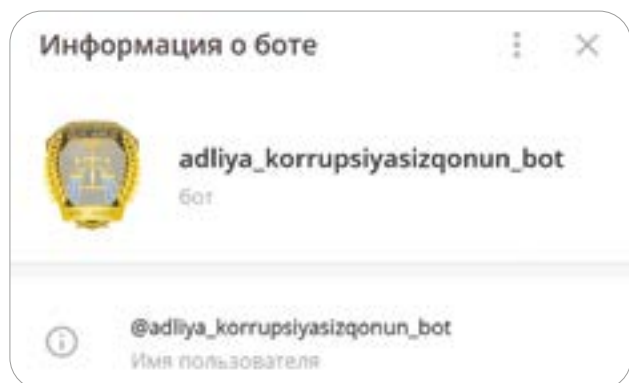 Информация о боте
adliya_korrupsiyasizqonun_bot
бот
@adliya_korrupsiyasizqonun_bot
Имя пользователя